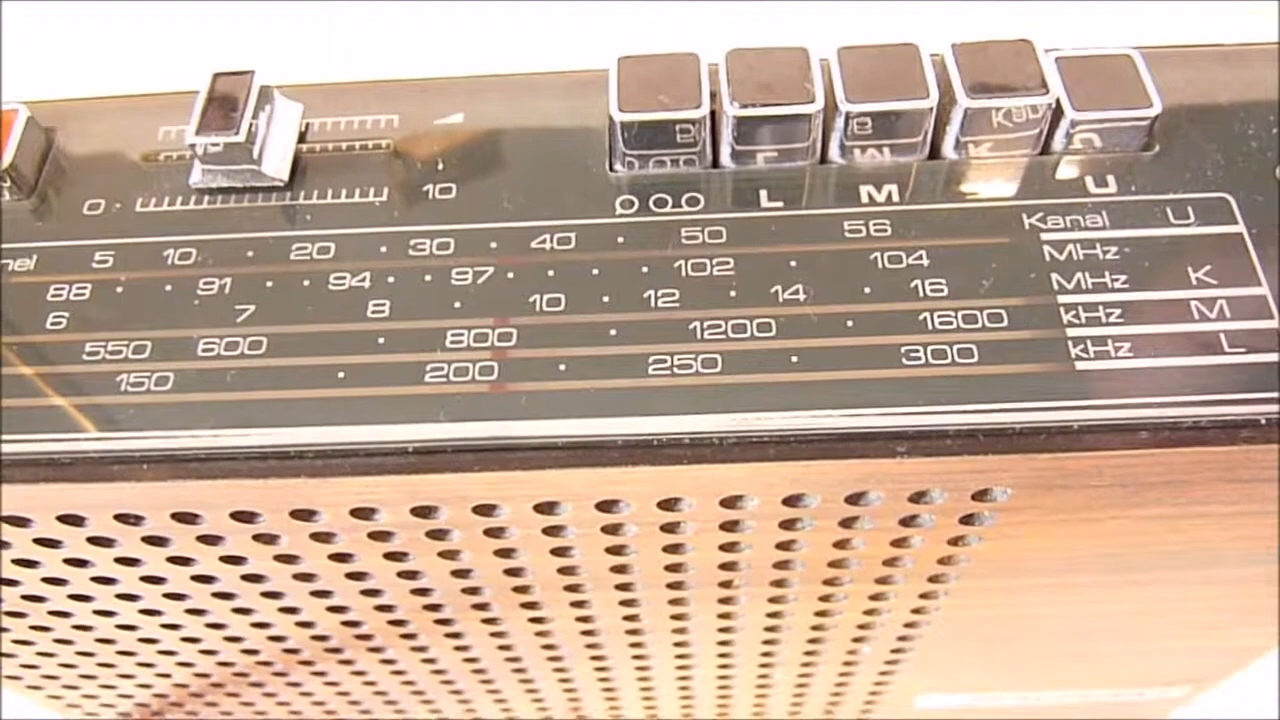 0 10
L M U
nel 5 10 20 30 40 50 56 Kanal U
88 91 94 97 102 104 MHz
6 7 8 10 12 14 16 MHz K
550 600 800 1200 1600 kHz M
150 200 250 300 kHz L